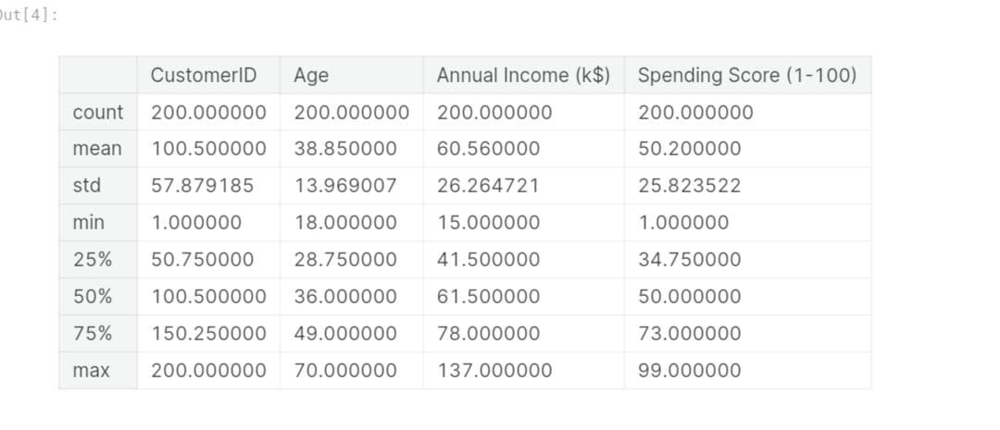 Out[4]:
CustomerID Age Annual Income (k$) Spending Score (1-100)
count 200.000000 200.000000 200.000000 200.000000
mean 100.500000 38.850000 60.560000 50.200000
std 57.879185 13.969007 26.264721 25.823522
min 1.000000 18.000000 15.000000 1.000000
25% 50.750000 28.750000 41.500000 34.750000
50% 100.500000 36.000000 61.500000 50.000000
75% 150.250000 49.000000 78.000000 73.000000
max 200.000000 70.000000 137.000000 99.000000